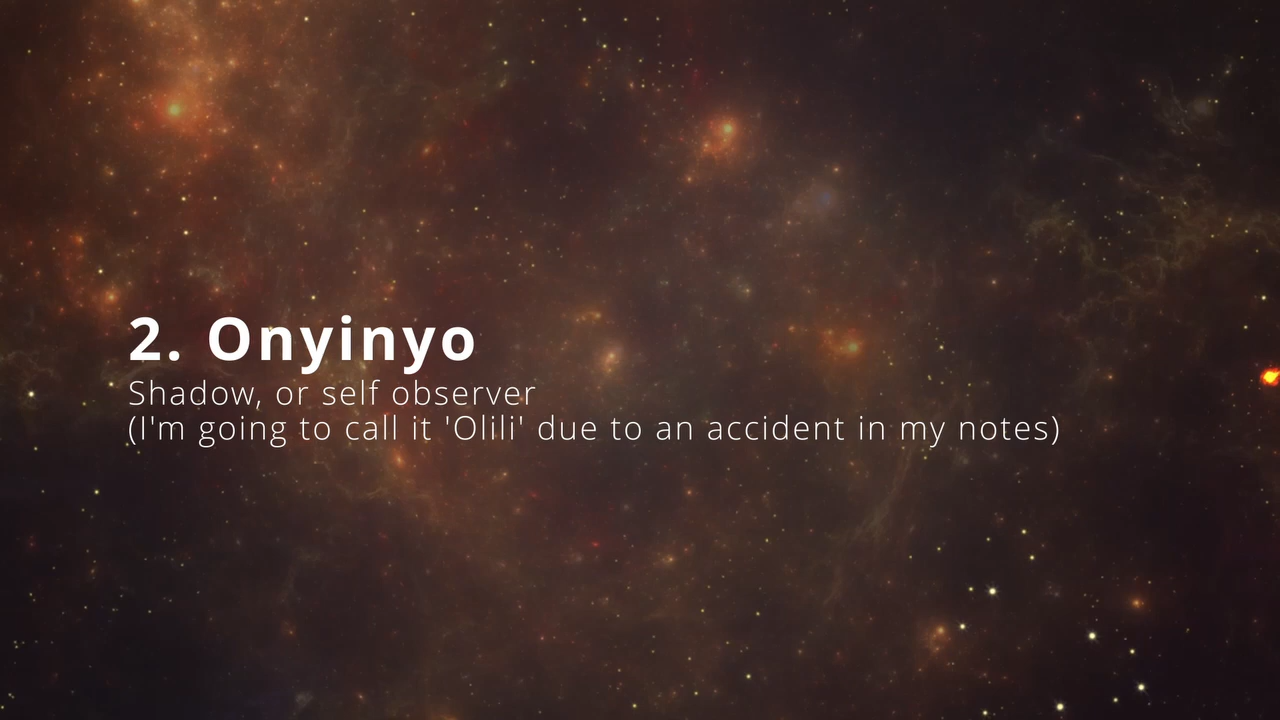 2. Onyinyo
Shadow, or self observer
(I'm going to call it 'Olili' due to an accident in my notes)